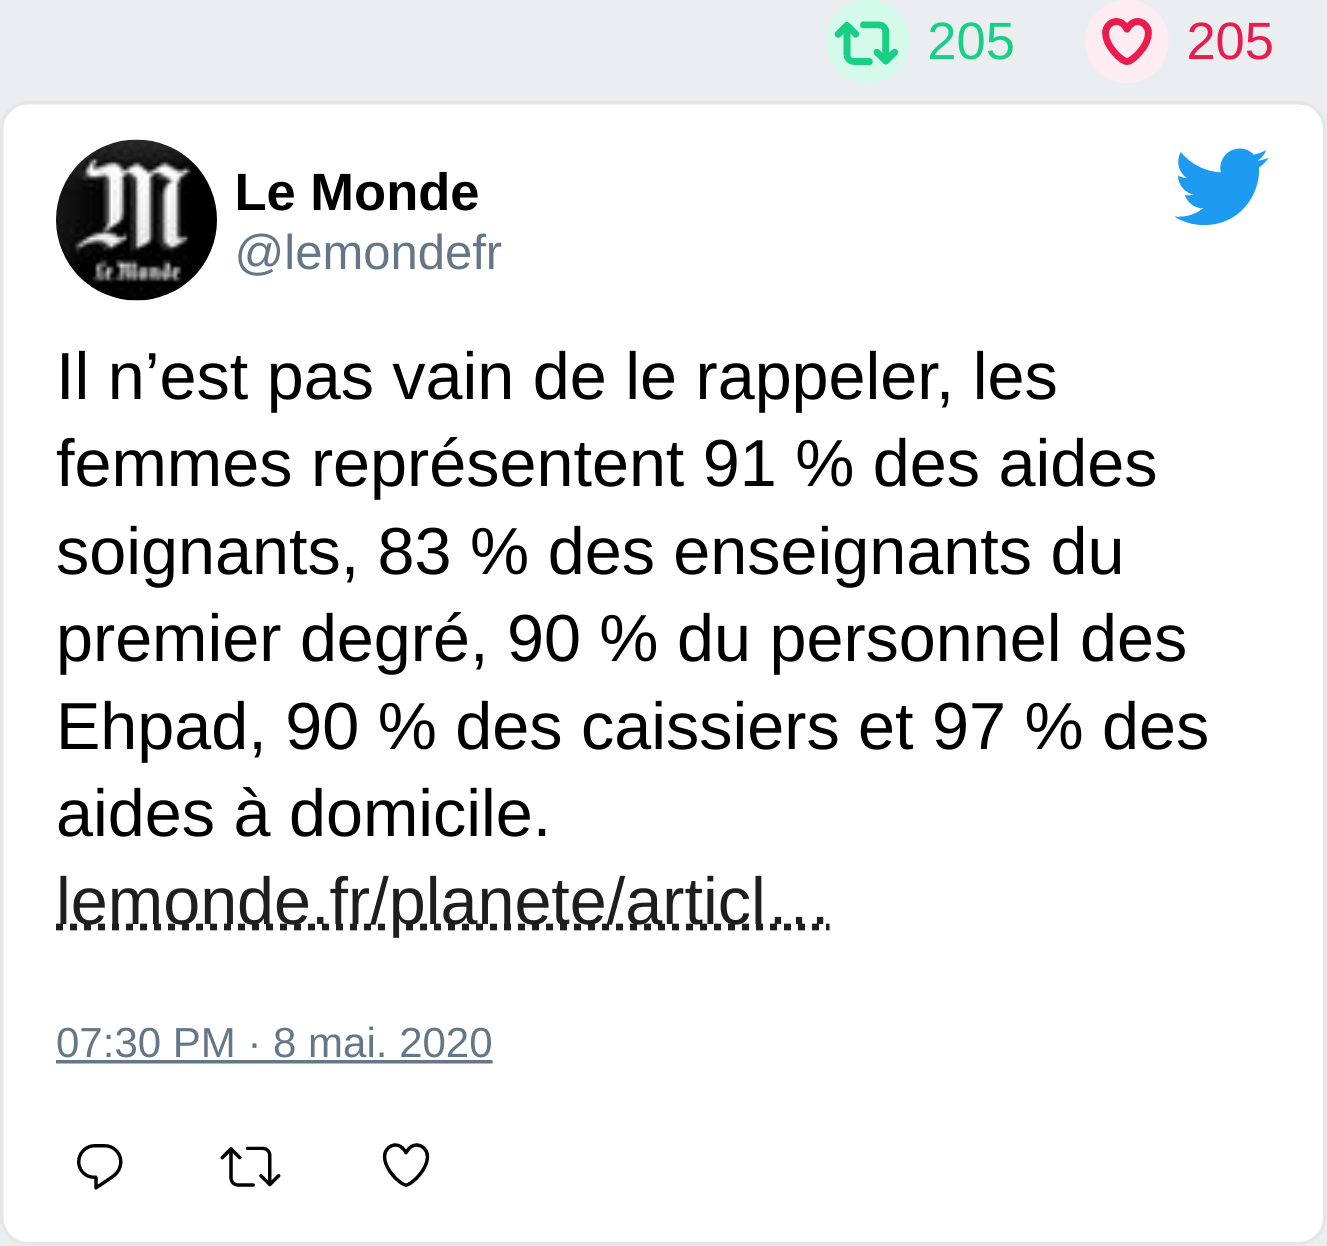 205 205
Le Monde
Le Monde
@lemondefr
Il n’est pas vain de le rappeler, les
femmes représentent 91 % des aides
soignants, 83 % des enseignants du
premier degré, 90 % du personnel des
Ehpad, 90 % des caissiers et 97 % des
aides à domicile.
lemonde.fr/planete/articl…
07:30 PM · 8 mai. 2020